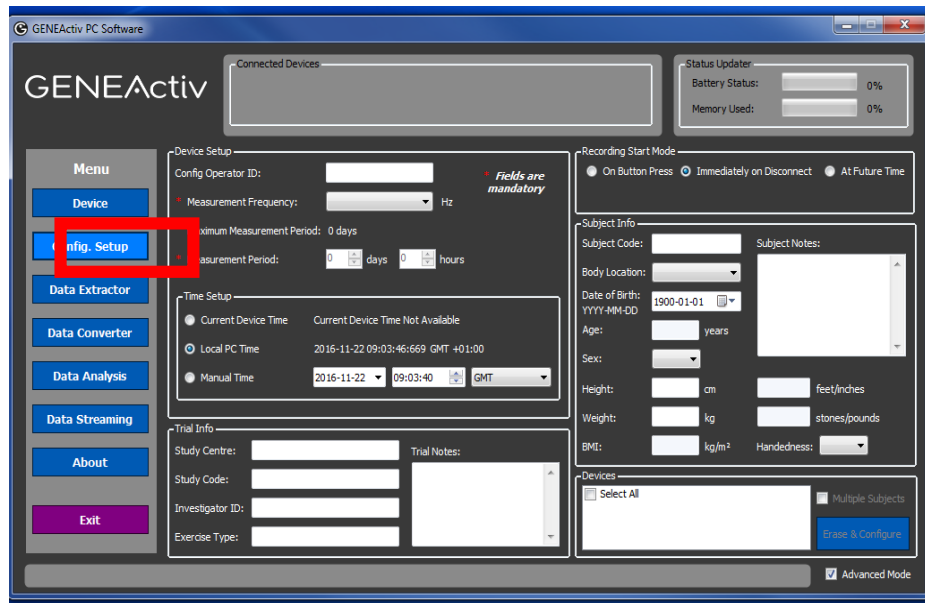 GENEActiv PC Software
GENEActiv
Connected Devices
Status Updater
Battery Status: 0%
Memory Used: 0%
Menu
Device
Config. Setup
Data Extractor
Data Converter
Data Analysis
Data Streaming
About
Exit
Device Setup
Config Operator ID:
* Fields are
mandatory
* Measurement Frequency: Hz
Maximum Measurement Period: 0 days
* Measurement Period: 0 days 0 hours
Time Setup
Current Device Time Current Device Time Not Available
Local PC Time 2016-11-22 09:03:46:669 GMT +01:00
Manual Time 2016-11-22 09:03:40 GMT
Trial Info
Study Centre:
Study Code:
Investigator ID:
Exercise Type:
Trial Notes:
Recording Start Mode
On Button Press Immediately on Disconnect At Future Time
Subject Info
Subject Code:
Subject Notes:
Body Location:
Date of Birth: 1900-01-01
YYYY-MM-DD
Age: years
Sex:
Height: cm feet/inches
Weight: kg stones/pounds
BMI: kg/m² Handedness:
Devices
Select All
Multiple Subjects
Erase & Configure
Advanced Mode